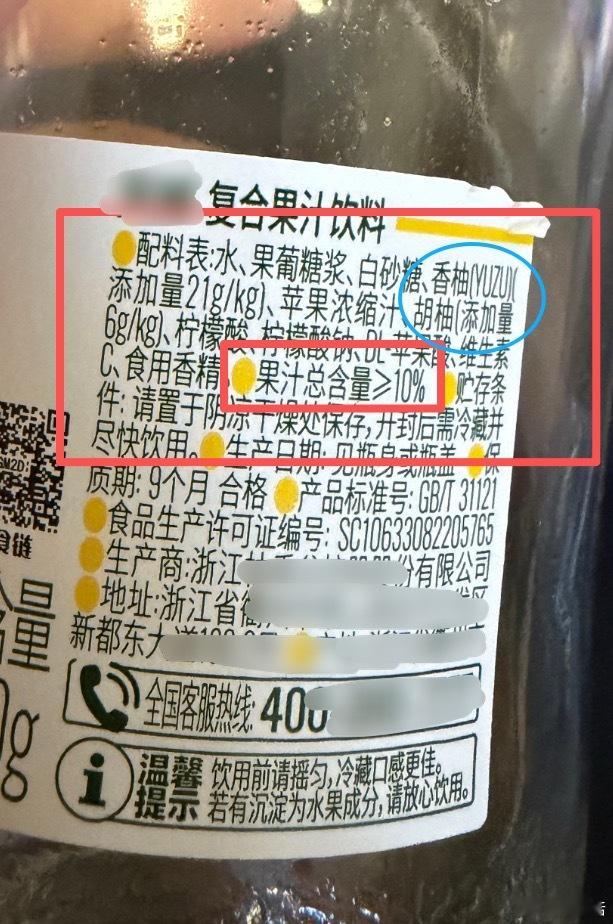 复合果汁饮料
配料表:水、果葡糖浆、白砂糖、香柚(YUZU)(
添加量21g/kg)、苹果浓缩汁、胡柚(添加量
6g/kg)、柠檬酸、柠檬酸钠、DL-苹果酸、维生素
C、食用香精 果汁总含量≥10% 贮存条
件: 请置于阴凉干燥处保存,开封后需冷藏并
尽快饮用。 生产日期: 见瓶身或瓶盖 保
质期: 9个月 合格 产品标准号: GB/T 31121
食品生产许可证编号: SC10633082205765
生产商:浙江 份有限公司
地址:浙江省
新都东大
全国客服热线: 400
温馨
提示
饮用前请摇匀,冷藏口感更佳。
若有沉淀为水果成分,请放心饮用。
食链
量
g